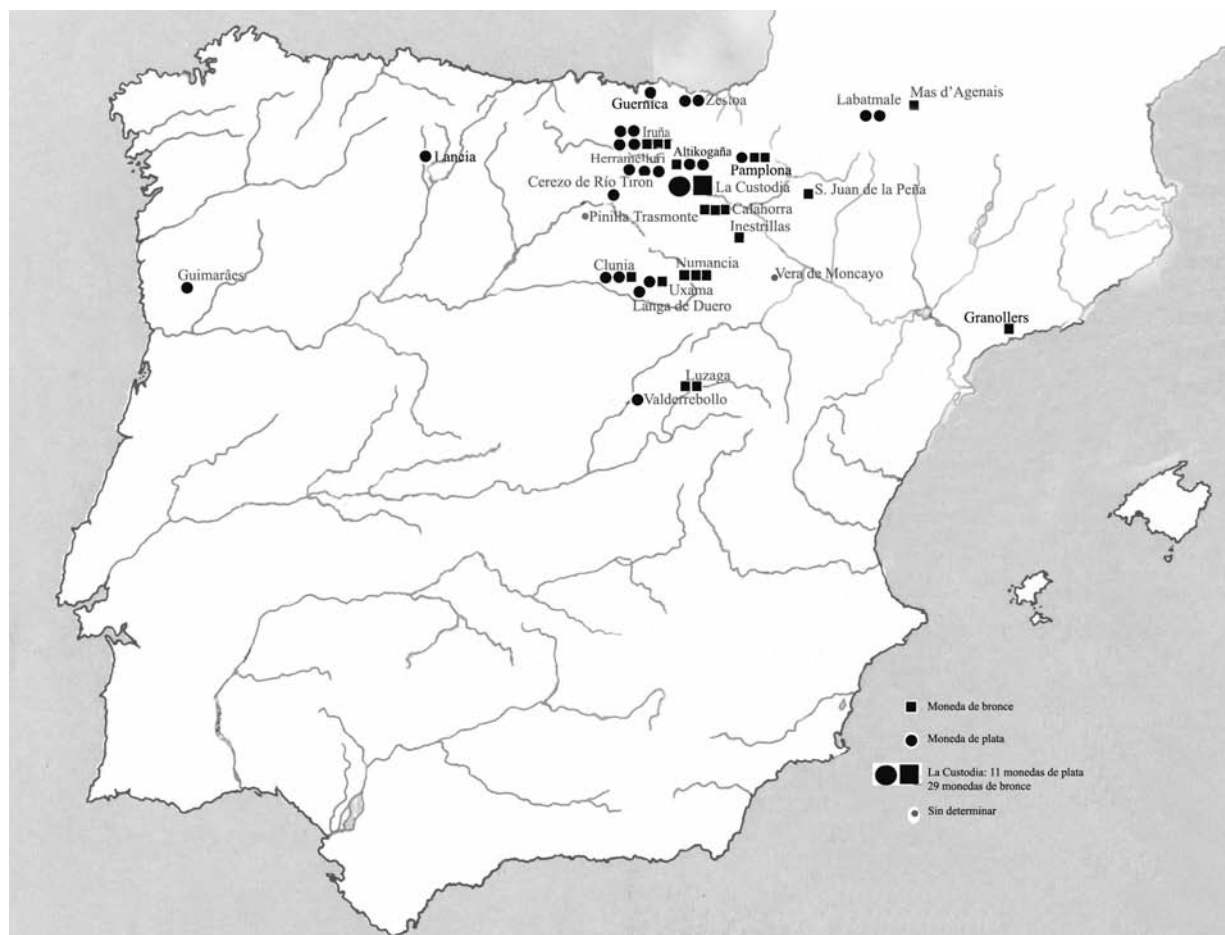 Guernica
Zestoa
Labatmale
Mas d'Agenais
Iruña
Lancia
Herramelluri
Altikogaña
Pamplona
Cerezo de Río Tiron
La Custodia
S. Juan de la Peña
Pinilla Trasmonte
Calahorra
Inestrillas
Guimarâes
Clunia
Numancia
Vera de Moncayo
Uxama
Langa de Duero
Granollers
Luzaga
Valderrebollo
Moneda de bronce
Moneda de plata
La Custodia: 11 monedas de plata
29 monedas de bronce
Sin determinar